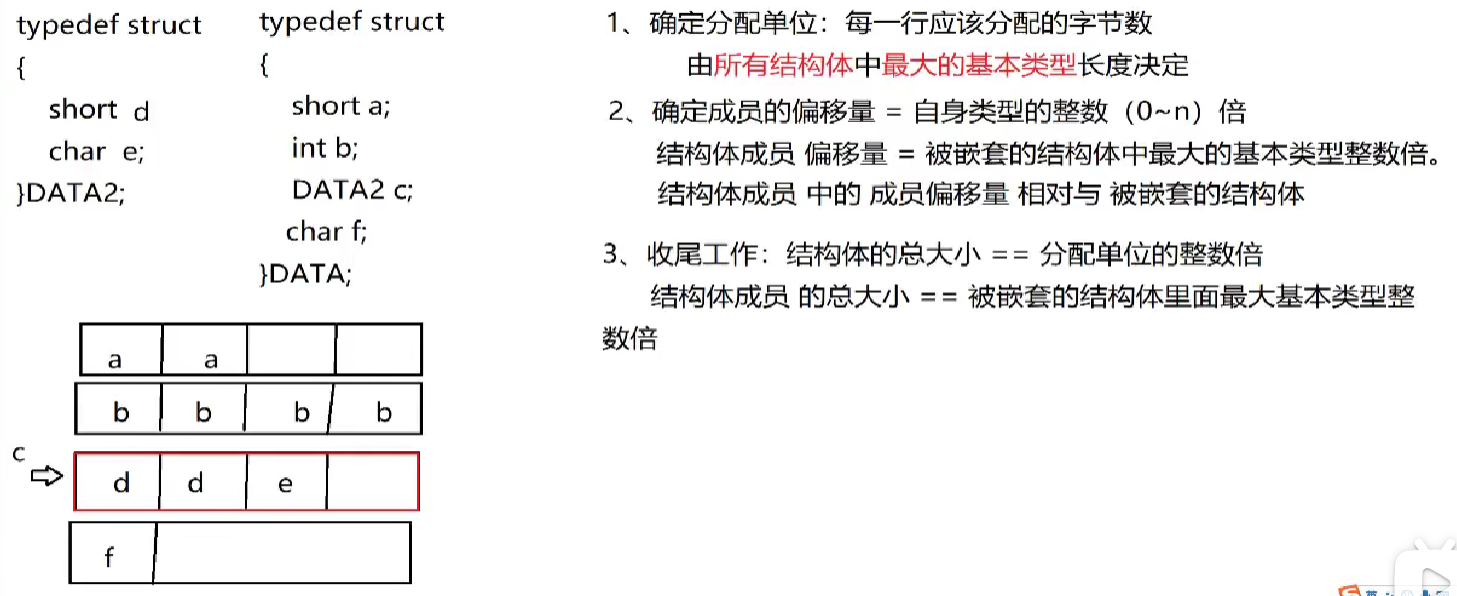 typedef struct
{
short d
char e;
}DATA2;
typedef struct
{
short a;
int b;
DATA2 c;
char f;
}DATA;
a a
b b b b
c
d d e
f
1、确定分配单位：每一行应该分配的字节数
由所有结构体中最大的基本类型长度决定
2、确定成员的偏移量 = 自身类型的整数（0~n）倍
结构体成员 偏移量 = 被嵌套的结构体中最大的基本类型整数倍。
结构体成员 中的 成员偏移量 相对与 被嵌套的结构体
3、收尾工作：结构体的总大小 == 分配单位的整数倍
结构体成员 的总大小 == 被嵌套的结构体里面最大基本类型整
数倍